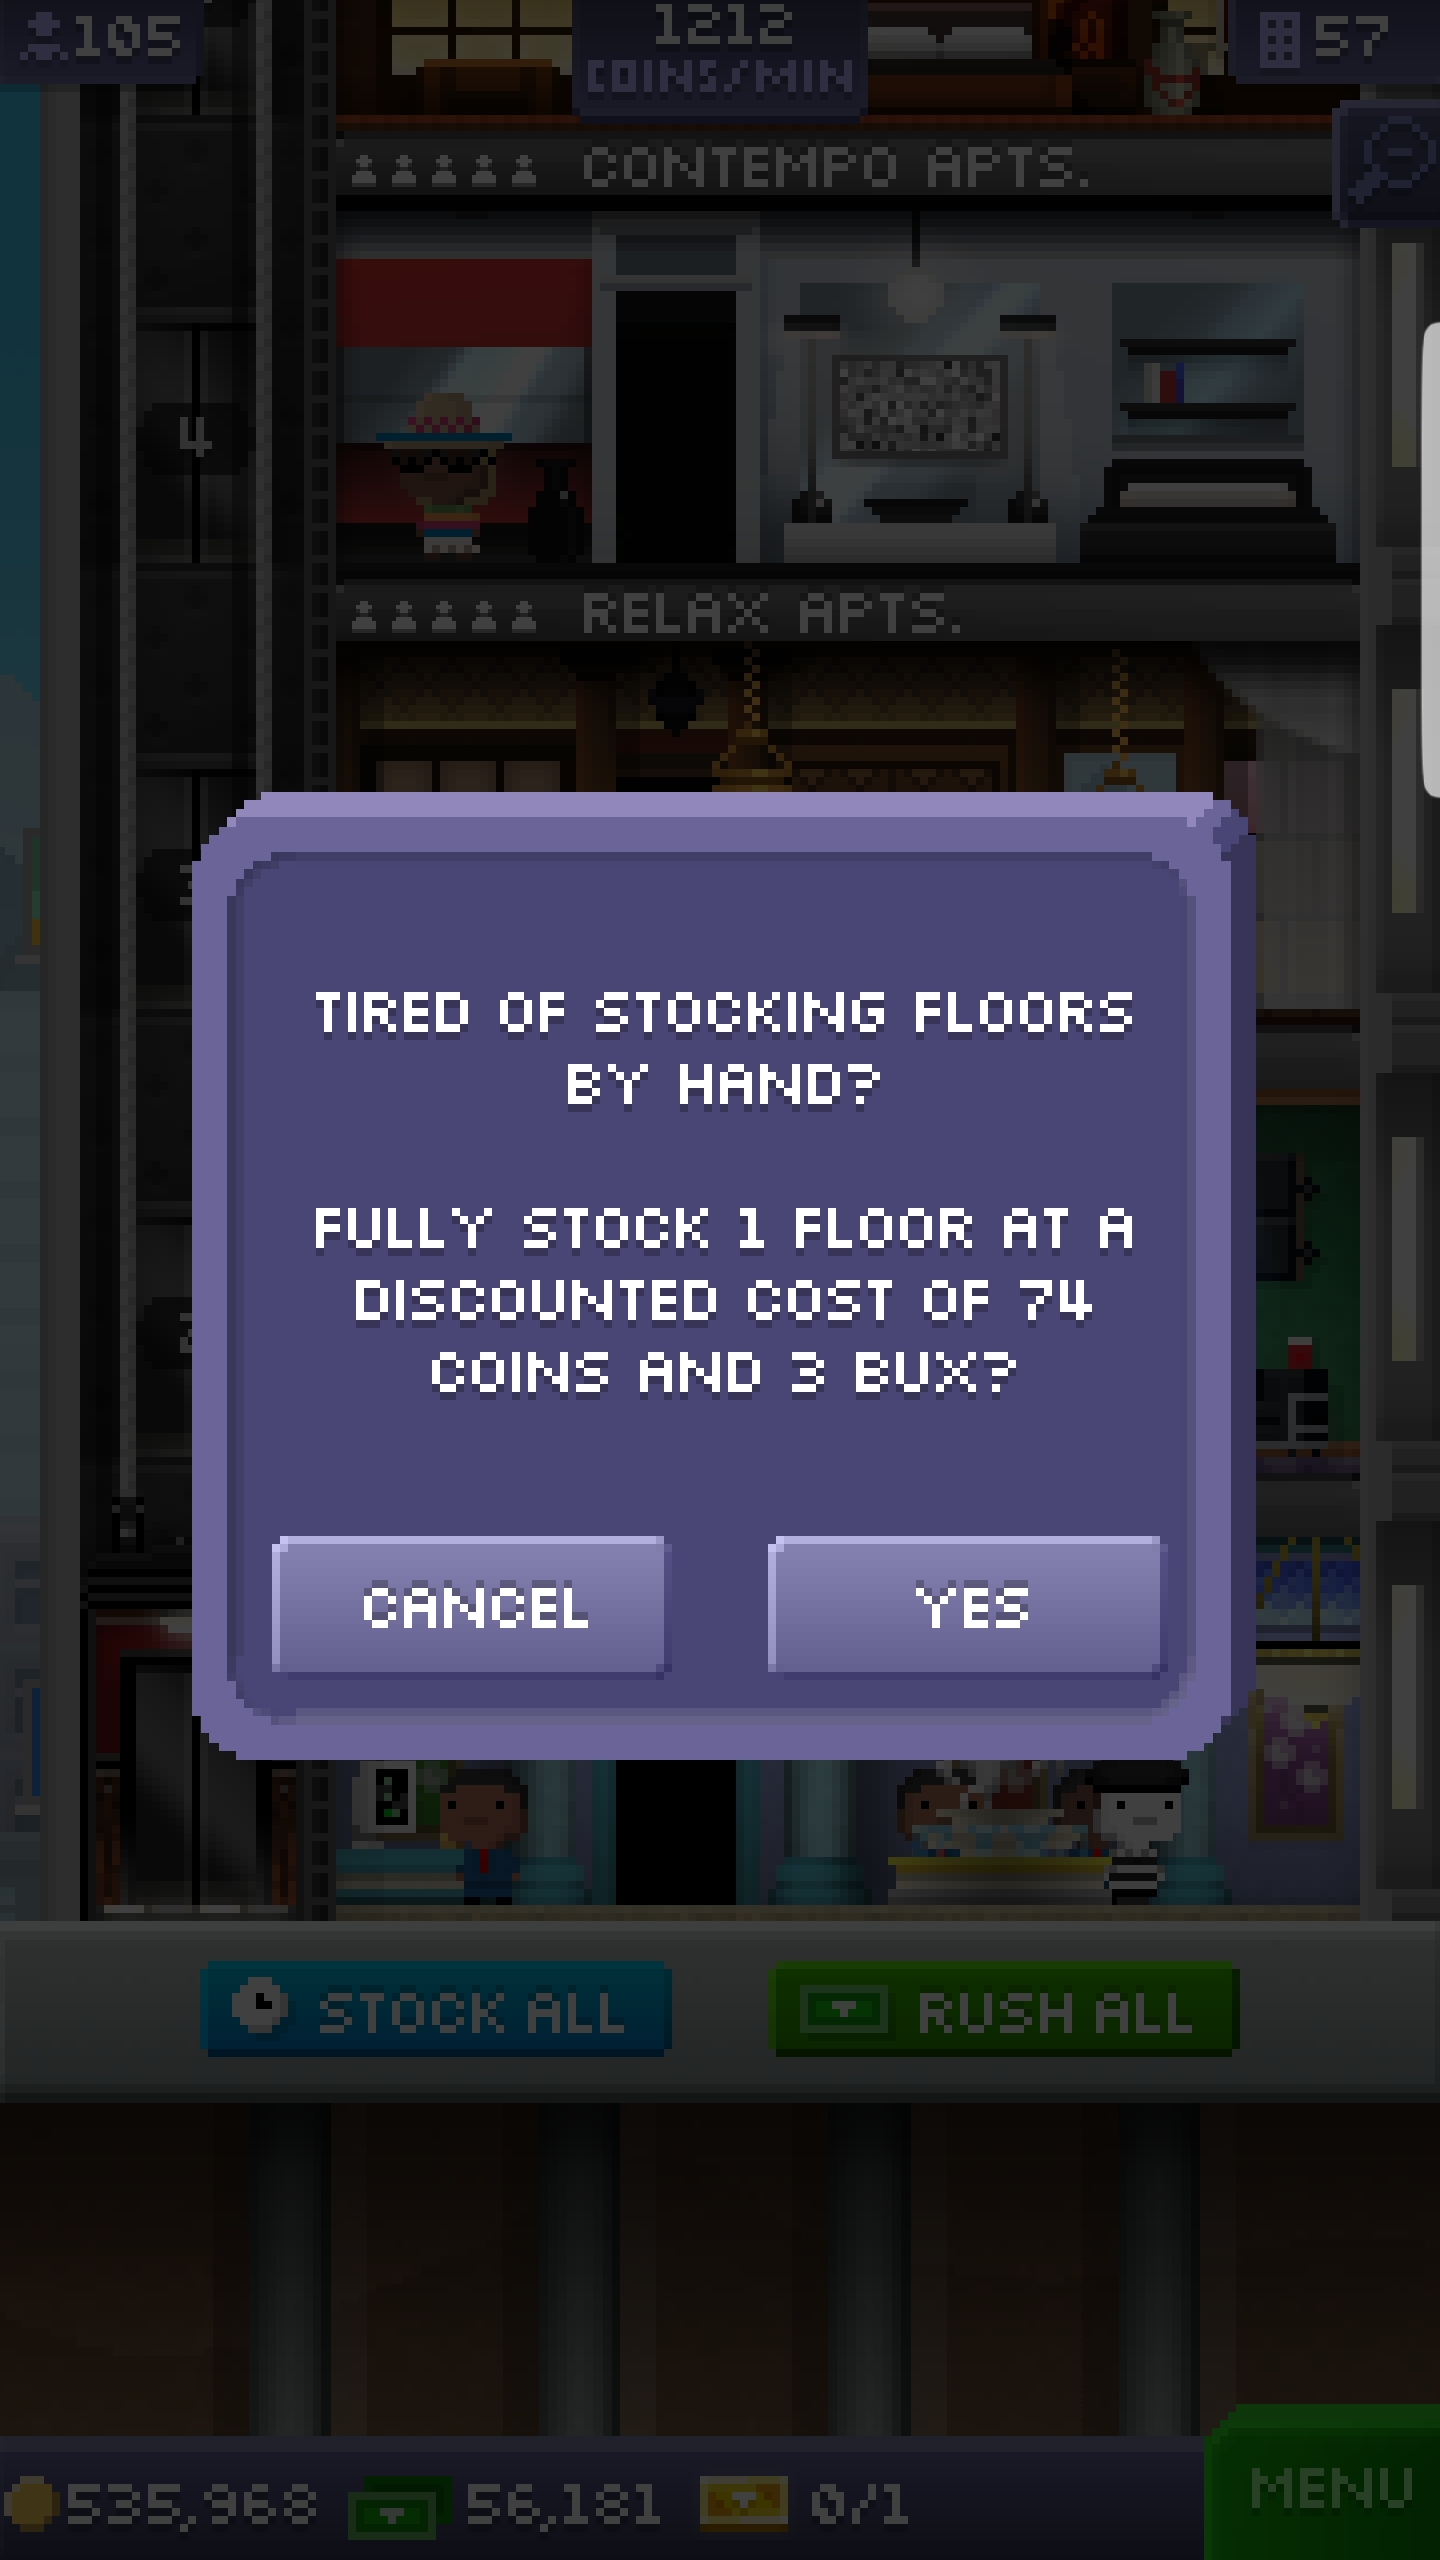 105
1212
COINS/MIN
57
CONTEMPO APTS.
4
RELAX APTS.
TIRED OF STOCKING FLOORS
BY HAND?
FULLY STOCK 1 FLOOR AT A
DISCOUNTED COST OF 74
COINS AND 3 BUX?
CANCEL
YES
STOCK ALL
RUSH ALL
535,968
56,181
0/1
MENU